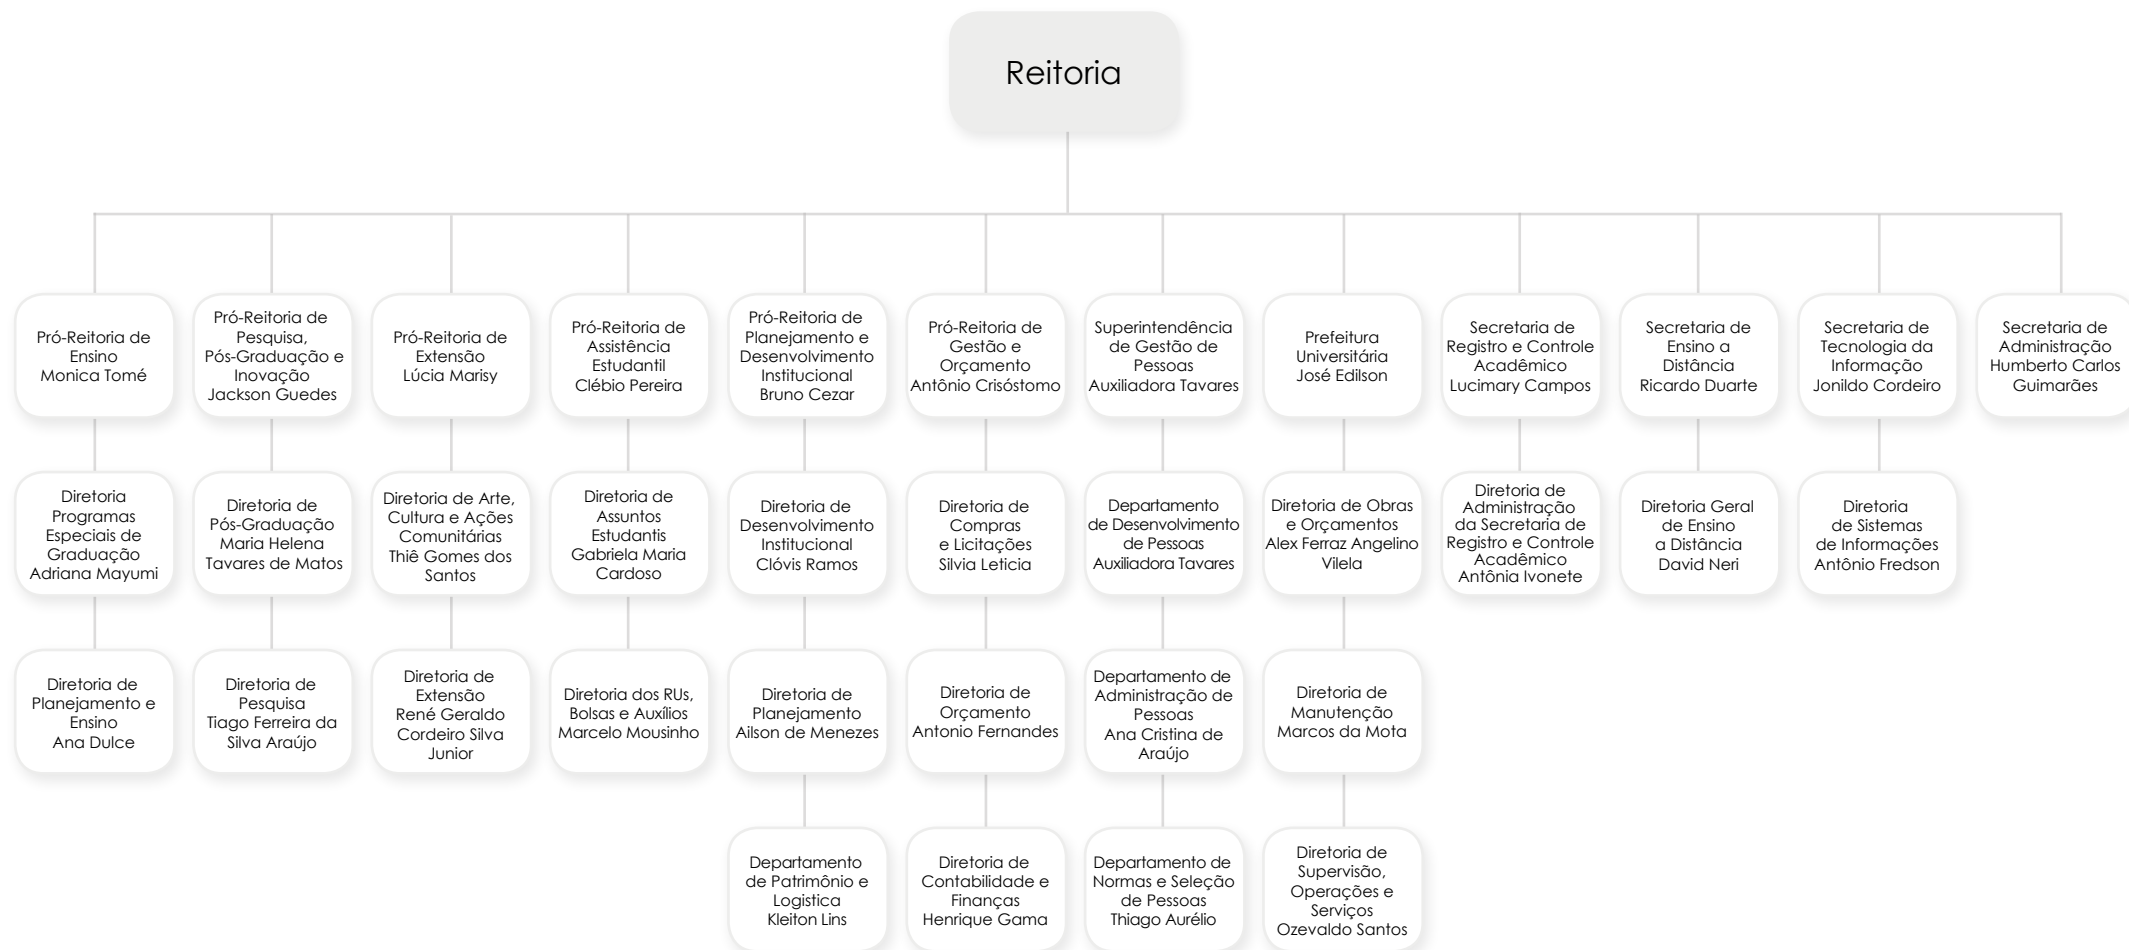 Reitoria
Pró-Reitoria de
Ensino
Monica Tomé
Pró-Reitoria de
Pesquisa,
Pós-Graduação e
Inovação
Jackson Guedes
Pró-Reitoria de
Extensão
Lúcia Marisy
Pró-Reitoria de
Assistência
Estudantil
Clébio Pereira
Pró-Reitoria de
Planejamento e
Desenvolvimento
Institucional
Bruno Cezar
Pró-Reitoria de
Gestão e
Orçamento
Antônio Crisóstomo
Superintendência
de Gestão de
Pessoas
Auxiliadora Tavares
Prefeitura
Universitária
José Edilson
Secretaria de
Registro e Controle
Acadêmico
Lucimary Campos
Secretaria de
Ensino a
Distância
Ricardo Duarte
Secretaria de
Tecnologia da
Informação
Jonildo Cordeiro
Secretaria de
Administração
Humberto Carlos
Guimarães
Diretoria
Programas
Especiais de
Graduação
Adriana Mayumi
Diretoria de
Pós-Graduação
Maria Helena
Tavares de Matos
Diretoria de Arte,
Cultura e Ações
Comunitárias
Thiê Gomes dos
Santos
Diretoria de
Assuntos
Estudantis
Gabriela Maria
Cardoso
Diretoria de
Desenvolvimento
Institucional
Clóvis Ramos
Diretoria de
Compras
e Licitações
Silvia Leticia
Departamento
de Desenvolvimento
de Pessoas
Auxiliadora Tavares
Diretoria de Obras
e Orçamentos
Alex Ferraz Angelino
Vilela
Diretoria de
Administração
da Secretaria de
Registro e Controle
Acadêmico
Antônia Ivonete
Diretoria Geral
de Ensino
a Distância
David Neri
Diretoria
de Sistemas
de Informações
Antônio Fredson
Diretoria de
Planejamento e
Ensino
Ana Dulce
Diretoria de
Pesquisa
Tiago Ferreira da
Silva Araújo
Diretoria de
Extensão
René Geraldo
Cordeiro Silva
Junior
Diretoria dos RUs,
Bolsas e Auxílios
Marcelo Mousinho
Diretoria de
Planejamento
Ailson de Menezes
Diretoria de
Orçamento
Antonio Fernandes
Departamento de
Administração de
Pessoas
Ana Cristina de
Araújo
Diretoria de
Manutenção
Marcos da Mota
Departamento
de Patrimônio e
Logistica
Kleiton Lins
Diretoria de
Contabilidade e
Finanças
Henrique Gama
Departamento de
Normas e Seleção
de Pessoas
Thiago Aurélio
Diretoria de
Supervisão,
Operações e
Serviços
Ozevaldo Santos